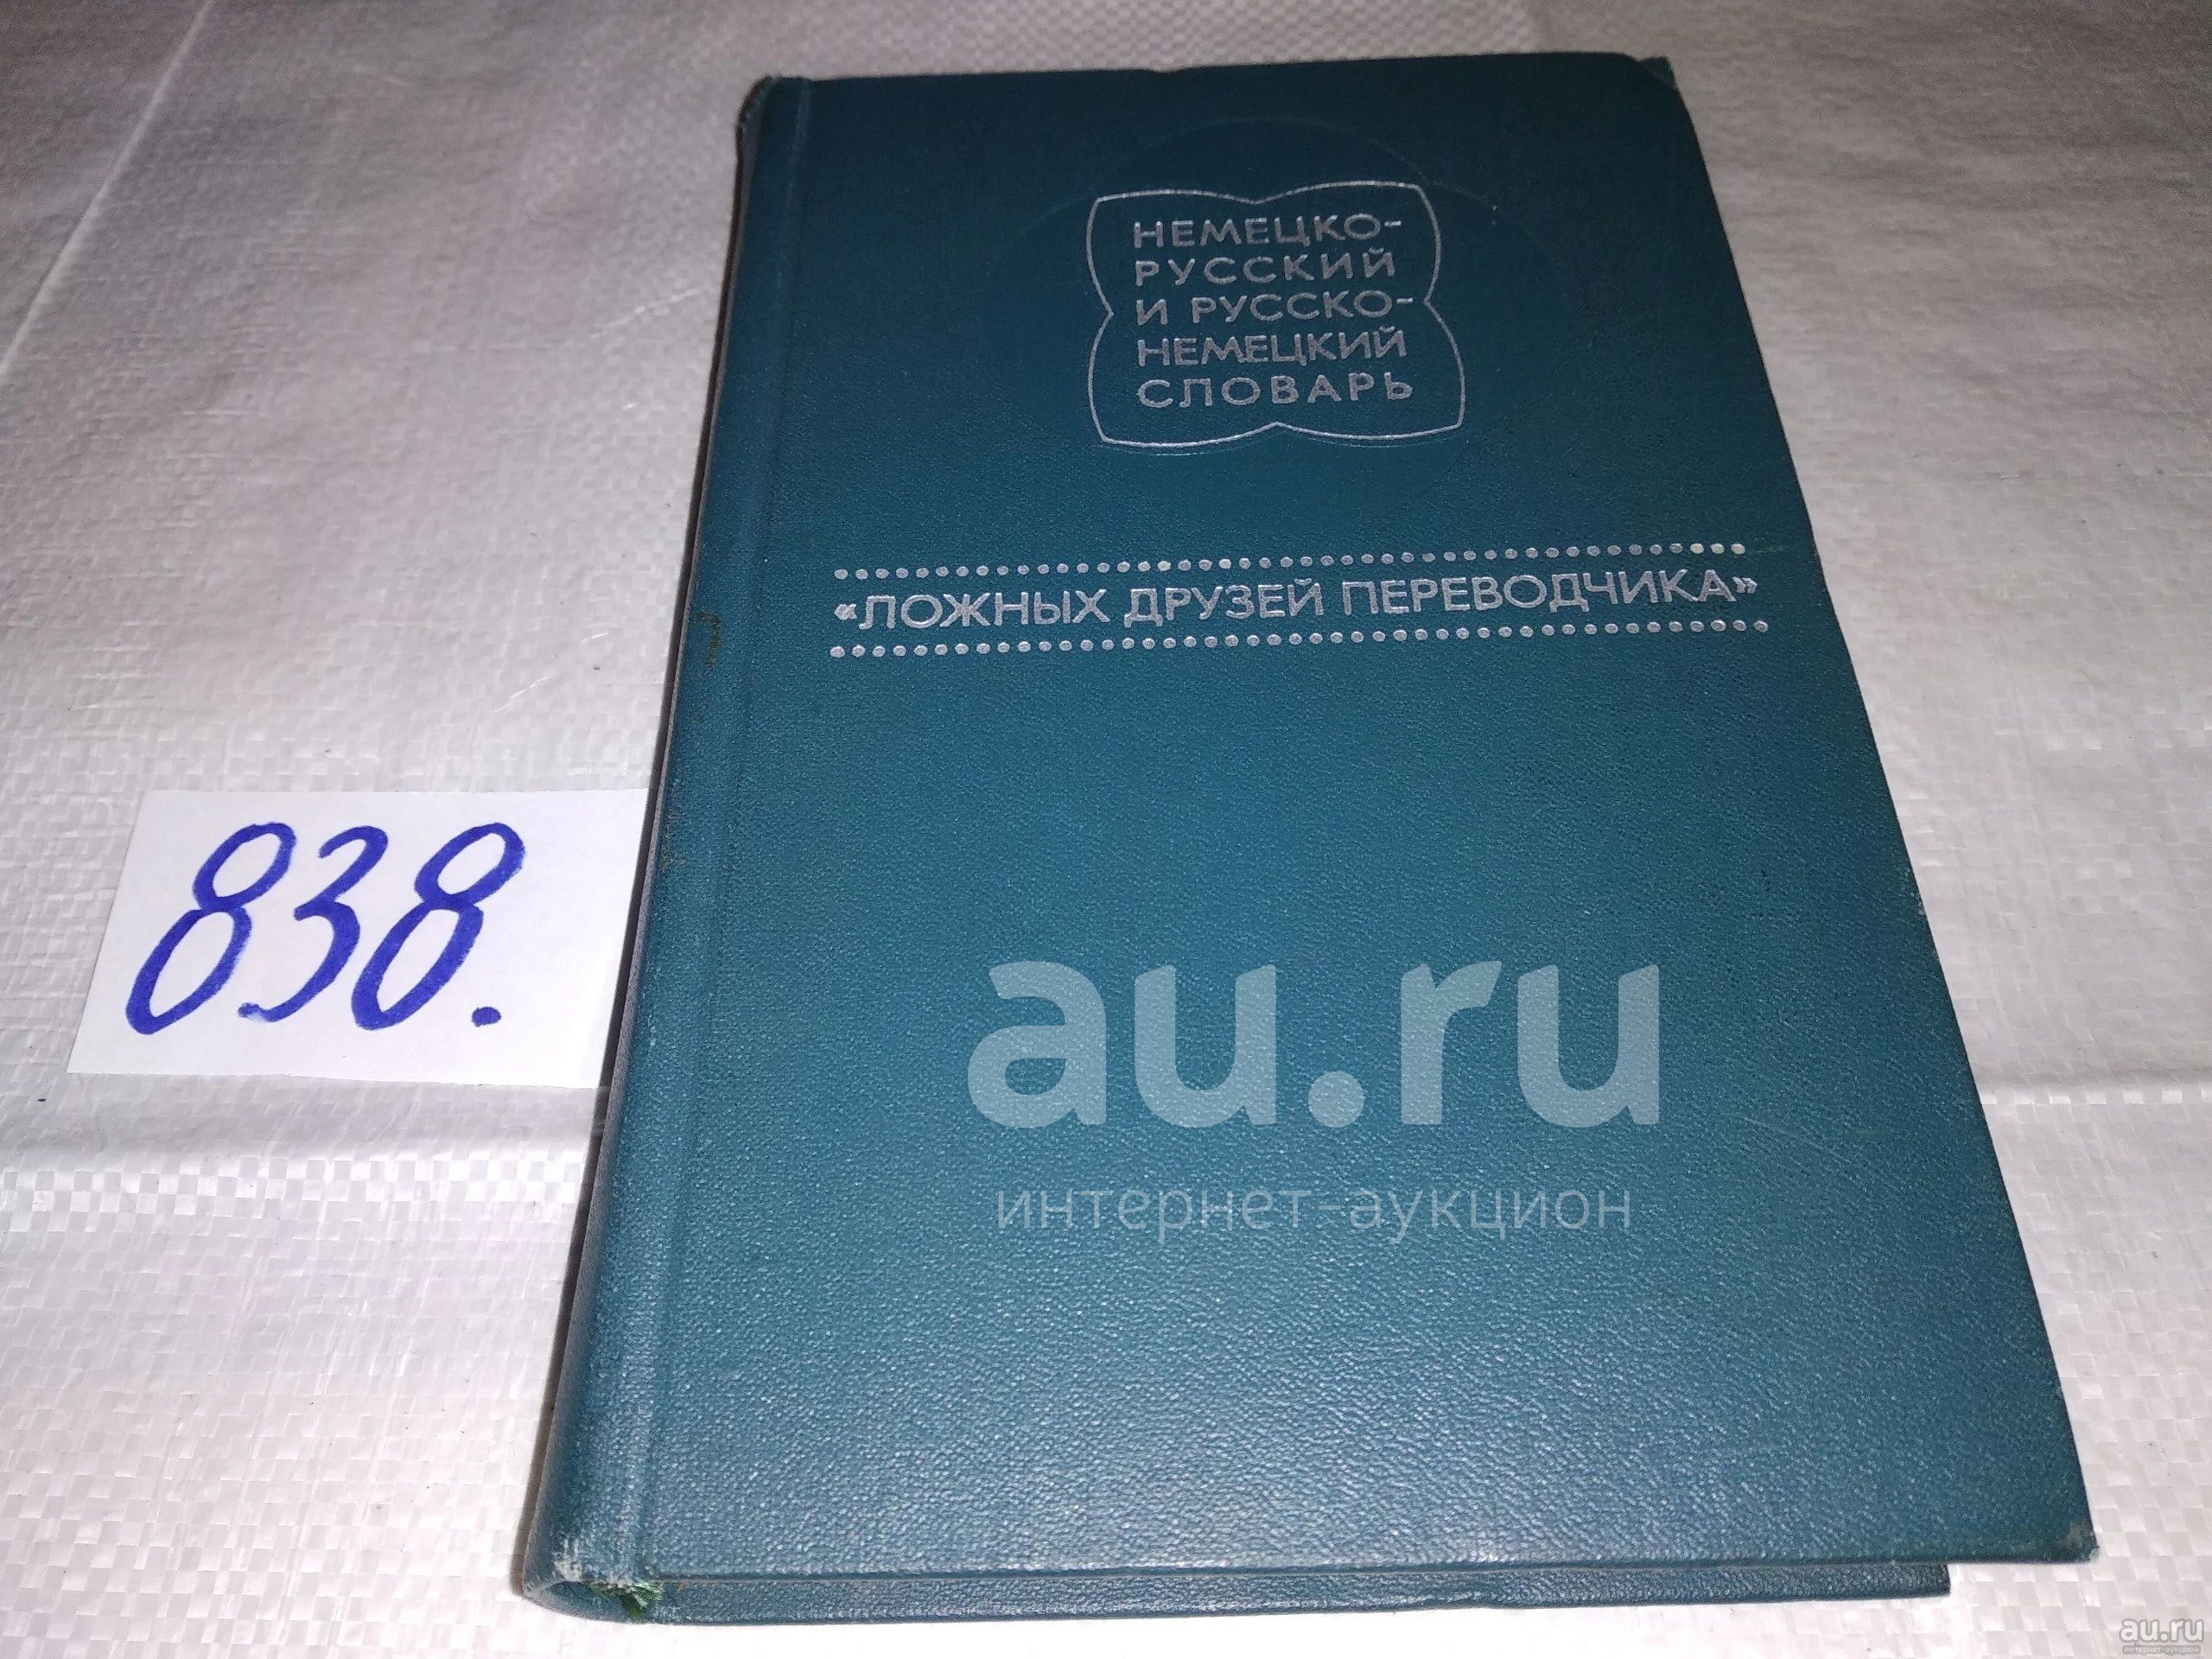 НЕМЕЦКО-
РУССКИЙ
И РУССКО-
НЕМЕЦКИЙ
СЛОВАРЬ
«ЛОЖНЫХ ДРУЗЕЙ ПЕРЕВОДЧИКА»
838.
au.ru
интернет-аукцион
au.ru
интернет-аукцион